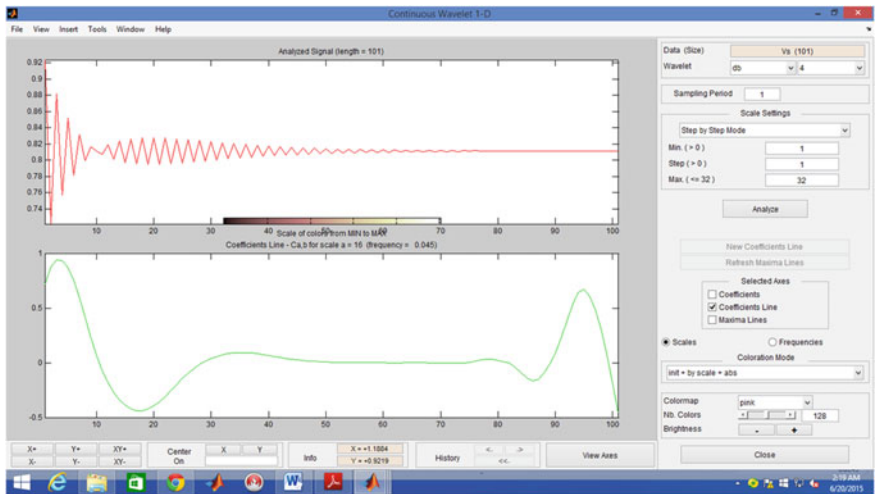 Continuous Wavelet 1-D
File View Insert Tools Window Help
Analyzed Signal (length = 101)
0.92
0.9
0.88
0.86
0.84
0.82
0.8
0.78
0.76
0.74
10 20 30 40 50 60 70 80 90 100
Scale of colors from MIN to MAX
Coefficients Line - Ca,b for scale a = 16 (frequency = 0.045)
1
0.5
0
-0.5
10 20 30 40 50 60 70 80 90 100
Data (Size) Vs (101)
Wavelet db 4
Sampling Period 1
Scale Settings
Step by Step Mode
Min. ( > 0 ) 1
Step ( > 0 ) 1
Max. ( <= 32 ) 32
Analyze
New Coefficients Line
Refresh Maxima Lines
Selected Axes
Coefficients
Coefficients Line
Maxima Lines
Scales Frequencies
Coloration Mode
init + by scale + abs
Colormap pink
Nb. Colors 128
Brightness - +
X+ Y+ XY+
X- Y- XY-
Center On
X Y
Info
History
<- ->
<<-
View Axes
Close
2:19 AM
6/20/2015